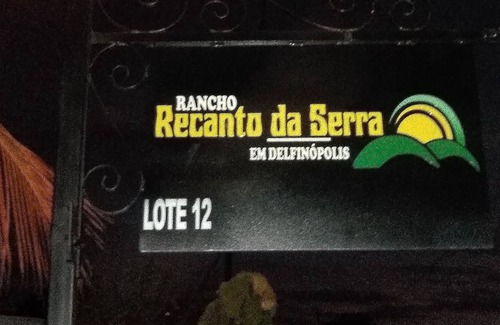 RANCHO
Recanto da Serra
EM DELFINÓPOLIS
LOTE 12